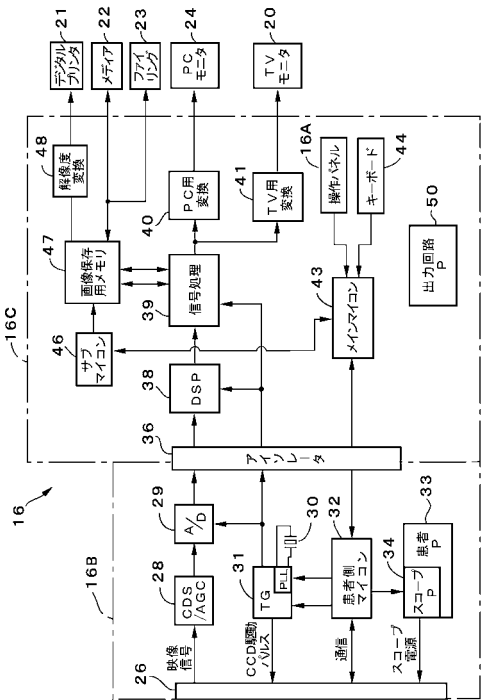 21
デジタル
プリンタ
22
メディア
23
ファイ
リング
24
PC
モニタ
20
TV
モニタ
48
解像度
変換
16C
47
画像保存
用メモリ
46
サブ
マイコン
40
PC用
変換
41
TV用
変換
39
信号処理
38
DSP
16A
操作パネル
44
キーボード
43
メインマイコン
50
出力回路
P
36
アイソレータ
16
16B
29
A/D
28
CDS
/AGC
31
TG
PLL
30
32
患者側
マイコン
33
患者
P
34
スコープ
P
26
映像
信号
CCD駆動
パルス
通信
スコープ
電源